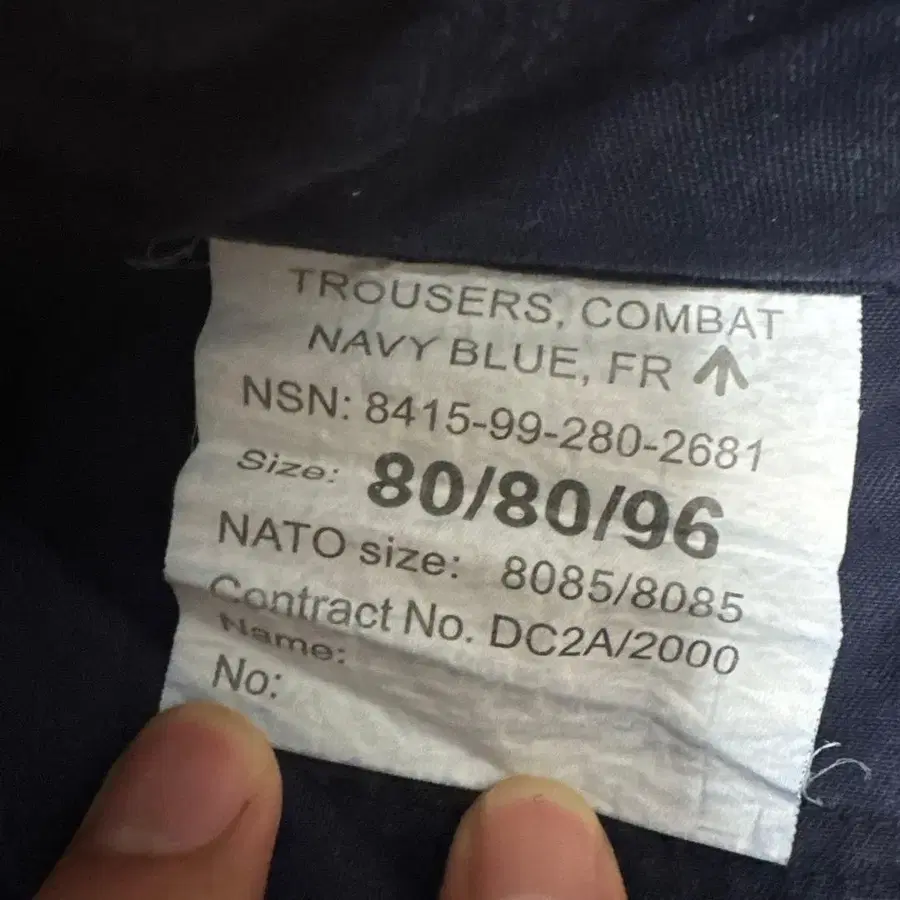 TROUSERS, COMBAT
NAVY BLUE, FR
NSN: 8415-99-280-2681
Size: 80/80/96
NATO size: 8085/8085
Contract No. DC2A/2000
Name:
No: